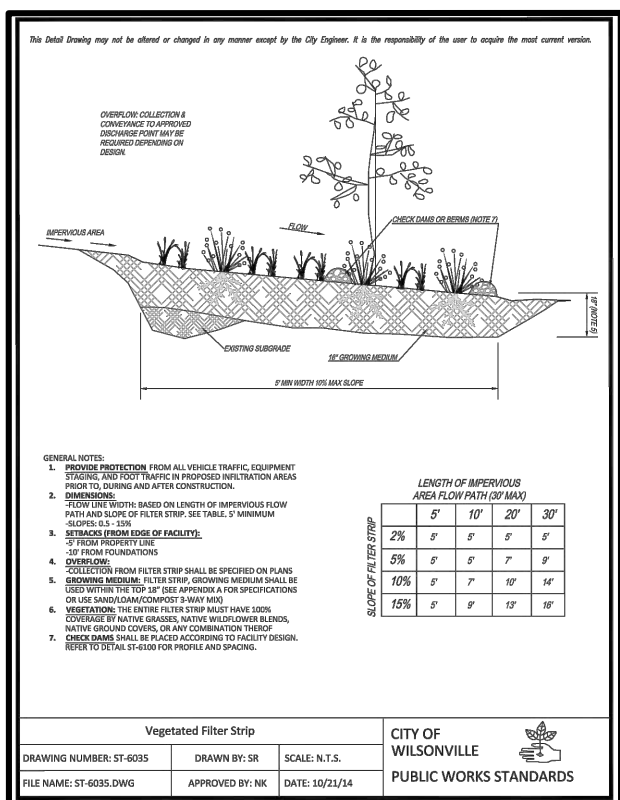 This Detail Drawing may not be altered or changed in any manner except by the City Engineer. It is the responsibility of the user to acquire the most current version.
OVERFLOW: COLLECTION &
CONVEYANCE TO APPROVED
DISCHARGE POINT MAY BE
REQUIRED DEPENDING ON
DESIGN.
IMPERVIOUS AREA
FLOW
CHECK DAMS OR BERMS (NOTE 7)
18" (NOTE 5)
EXISTING SUBGRADE
18" GROWING MEDIUM
5' MIN WIDTH 10% MAX SLOPE
GENERAL NOTES:
1. PROVIDE PROTECTION FROM ALL VEHICLE TRAFFIC, EQUIPMENT
STAGING, AND FOOT TRAFFIC IN PROPOSED INFILTRATION AREAS
PRIOR TO, DURING AND AFTER CONSTRUCTION.
2. DIMENSIONS:
-FLOW LINE WIDTH: BASED ON LENGTH OF IMPERVIOUS FLOW
PATH AND SLOPE OF FILTER STRIP. SEE TABLE. 5' MINIMUM
-SLOPES: 0.5 - 15%
3. SETBACKS (FROM EDGE OF FACILITY):
-5' FROM PROPERTY LINE
-10' FROM FOUNDATIONS
4. OVERFLOW:
-COLLECTION FROM FILTER STRIP SHALL BE SPECIFIED ON PLANS
5. GROWING MEDIUM: FILTER STRIP, GROWING MEDIUM SHALL BE
USED WITHIN THE TOP 18" (SEE APPENDIX A FOR SPECIFICATIONS
OR USE SAND/LOAM/COMPOST 3-WAY MIX)
6. VEGETATION: THE ENTIRE FILTER STRIP MUST HAVE 100%
COVERAGE BY NATIVE GRASSES, NATIVE WILDFLOWER BLENDS,
NATIVE GROUND COVERS, OR ANY COMBINATION THEROF
7. CHECK DAMS SHALL BE PLACED ACCORDING TO FACILITY DESIGN.
REFER TO DETAIL ST-6100 FOR PROFILE AND SPACING.
LENGTH OF IMPERVIOUS
AREA FLOW PATH (30' MAX)
SLOPE OF FILTER STRIP
5' 10' 20' 30'
2% 5' 5' 5' 5'
5% 5' 5' 7' 9'
10% 5' 7' 10' 14'
15% 5' 9' 13' 16'
Vegetated Filter Strip
DRAWING NUMBER: ST-6035 DRAWN BY: SR SCALE: N.T.S.
FILE NAME: ST-6035.DWG APPROVED BY: NK DATE: 10/21/14
CITY OF
WILSONVILLE
PUBLIC WORKS STANDARDS